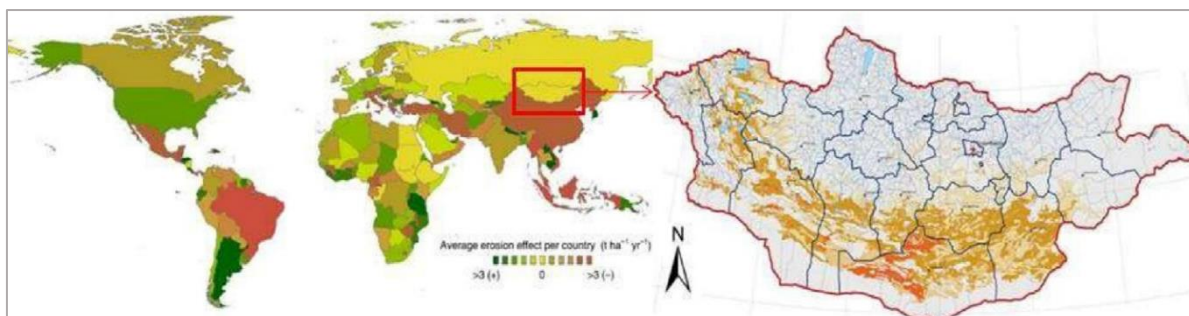 Average erosion effect per country (t ha⁻¹ yr⁻¹)
>3 (+) 0 >3 (−)
N